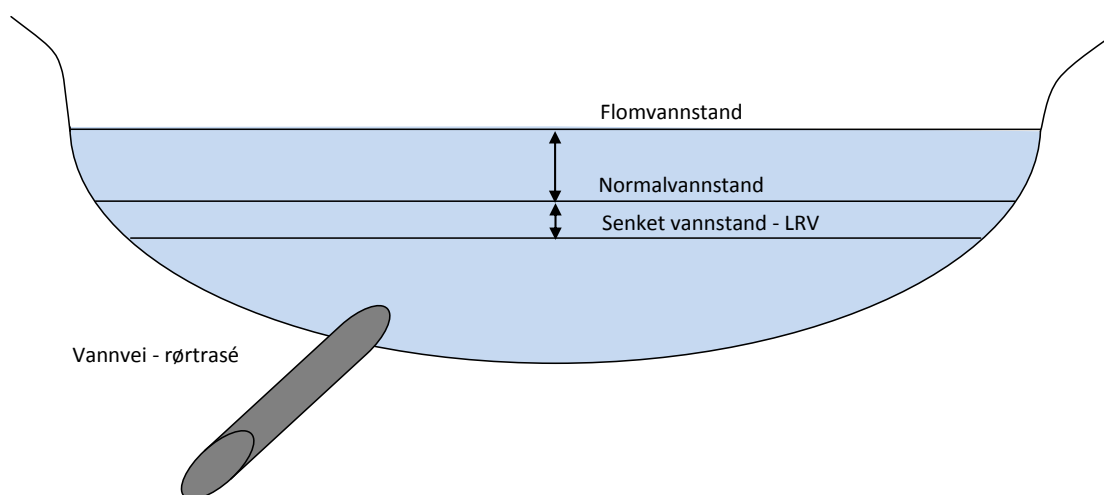 Flomvannstand
Normalvannstand
Senket vannstand - LRV
Vannvei - rørtrasé